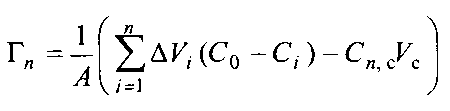 Γn = 1/A ( Σ_{i=1}^{n} ΔVi (C0 – Ci) – Cn, c Vc )